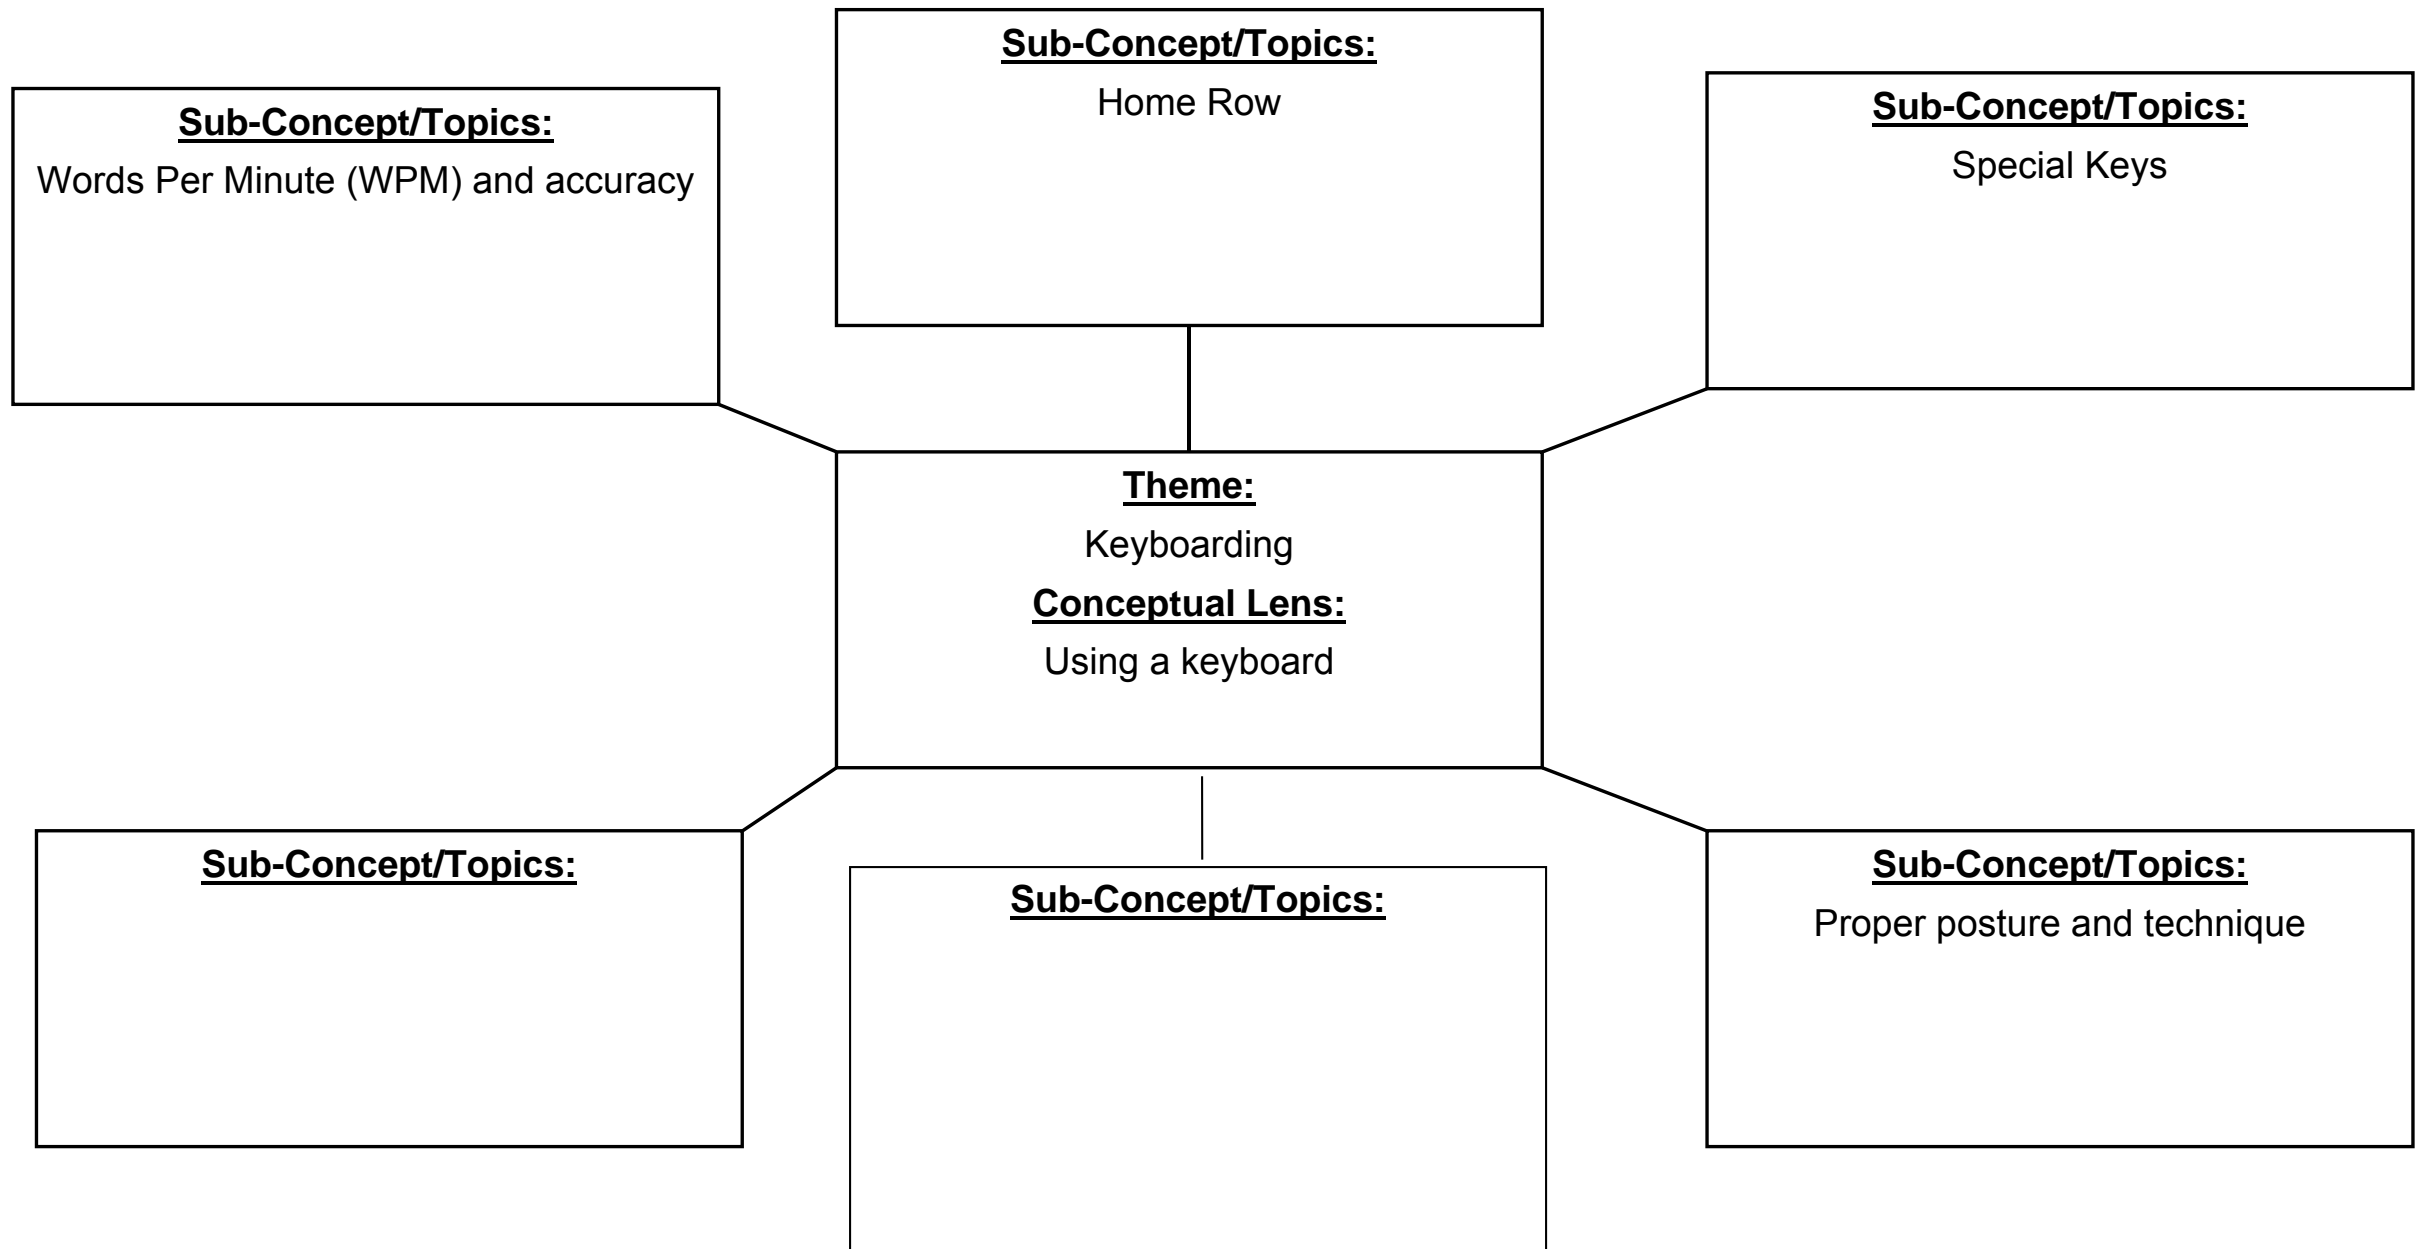 Sub-Concept/Topics:
Words Per Minute (WPM) and accuracy
Sub-Concept/Topics:
Home Row
Sub-Concept/Topics:
Special Keys
Theme:
Keyboarding
Conceptual Lens:
Using a keyboard
Sub-Concept/Topics:
Sub-Concept/Topics:
Sub-Concept/Topics:
Proper posture and technique